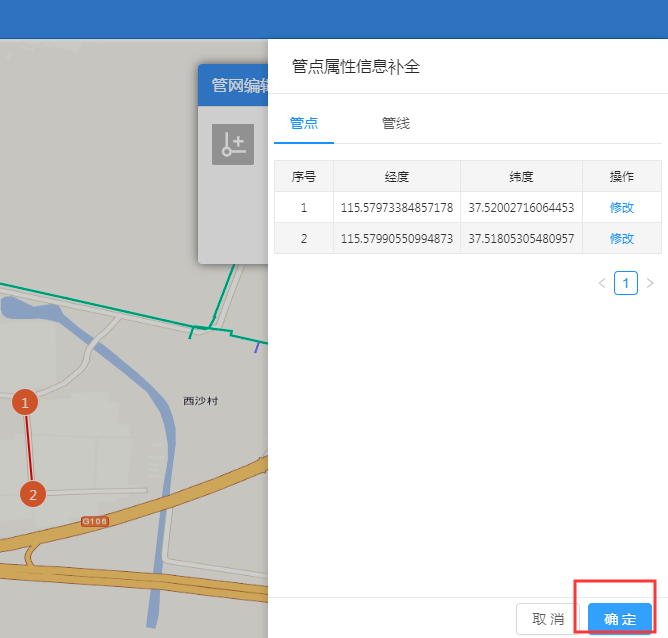 管点属性信息补全
管网编辑
管点 管线
序号 经度 纬度 操作
1 115.57973384857178 37.52002716064453 修改
2 115.57990550994873 37.51805305480957 修改
< 1 >
西沙村
1
2
G106
取 消 确 定